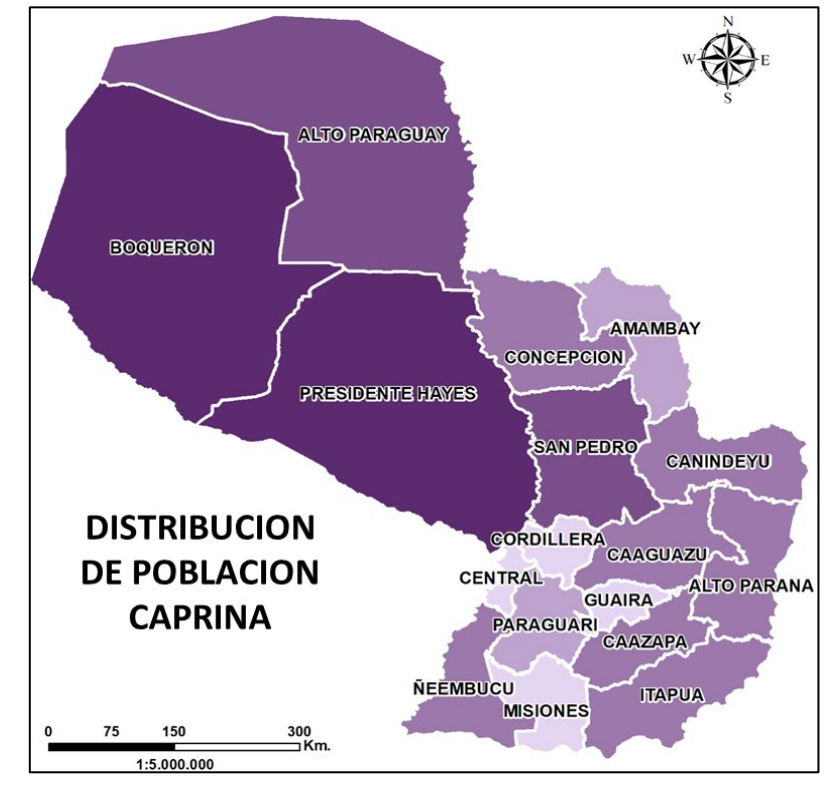 N
W E
S
ALTO PARAGUAY
BOQUERON
AMAMBAY
CONCEPCION
PRESIDENTE HAYES
SAN PEDRO
CANINDEYU
DISTRIBUCION
DE POBLACION
CAPRINA
CORDILLERA
CAAGUAZU
CENTRAL
ALTO PARANA
GUAIRA
PARAGUARI
CAAZAPA
ÑEEMBUCU
ITAPUA
MISIONES
0 75 150 300
Km.
1:5.000.000